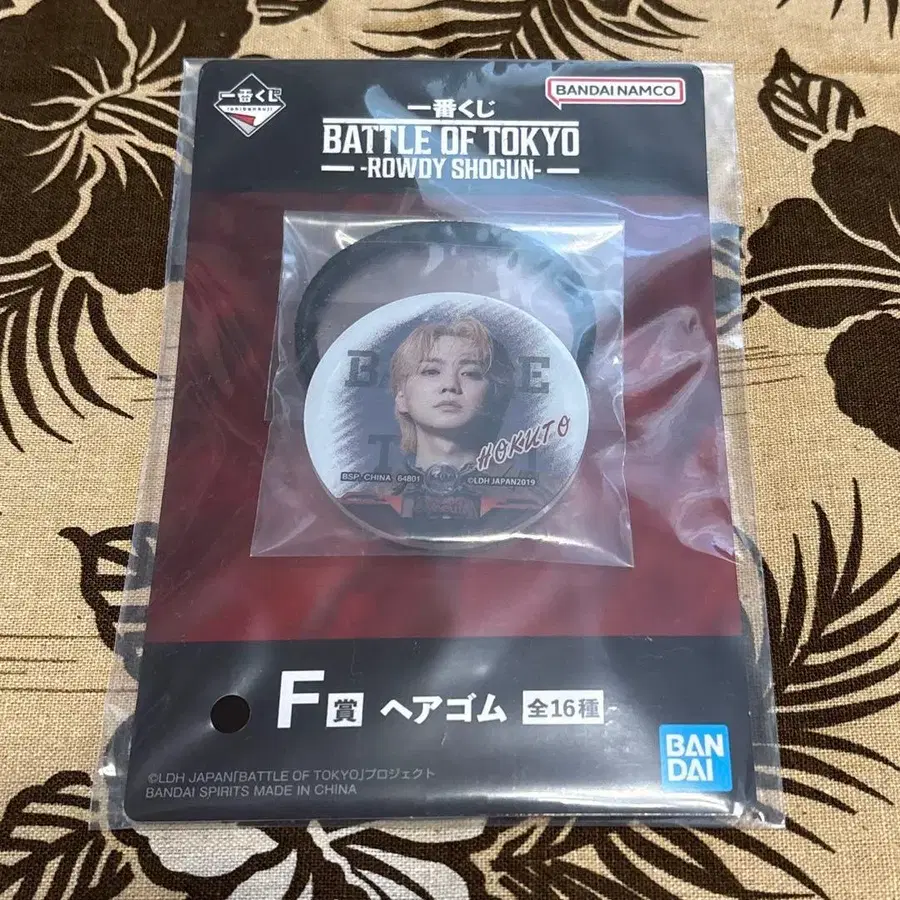 一番くじ
ichibankuji
BANDAI NAMCO
一番くじ
BATTLE OF TOKYO
-ROWDY SHOGUN-
HOKUTO
BSP CHINA 64801
©LDH JAPAN2019
F賞 ヘアゴム 全16種
BAN
DAI
©LDH JAPAN「BATTLE OF TOKYO」プロジェクト
BANDAI SPIRITS MADE IN CHINA